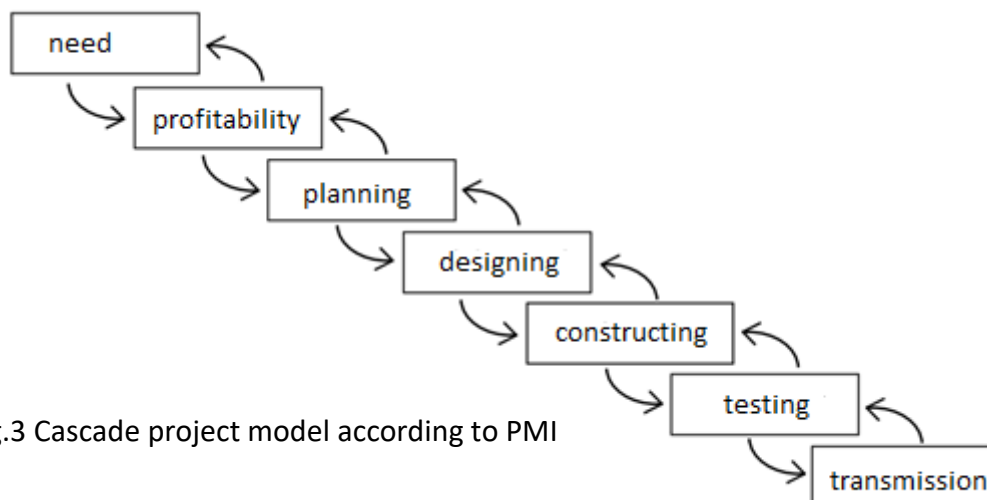 need
profitability
planning
designing
constructing
testing
g.3 Cascade project model according to PMI
transmission